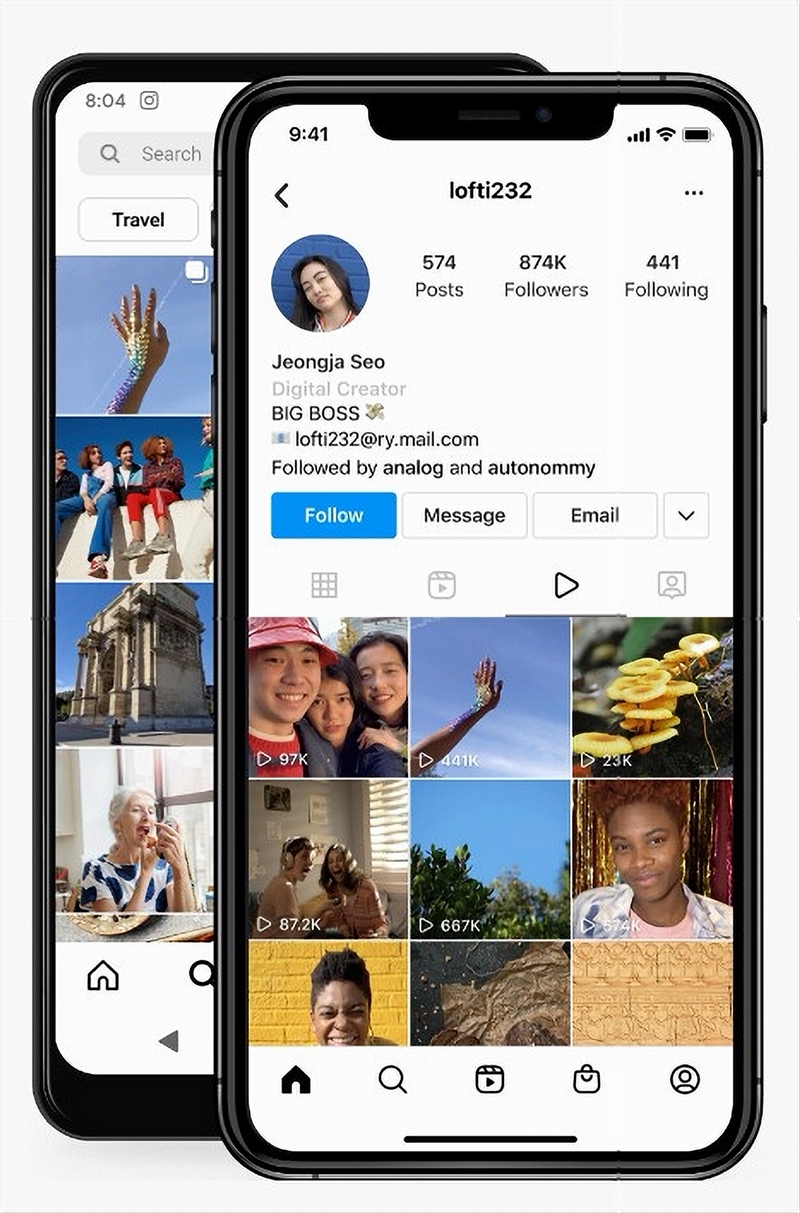 8:04
Search
Travel
9:41
lofti232
574 874K 441
Posts Followers Following
Jeongja Seo
Digital Creator
BIG BOSS 💸
📧 lofti232@ry.mail.com
Followed by analog and autonommy
Follow Message Email
97K 441K 23K
87.2K 667K 574K